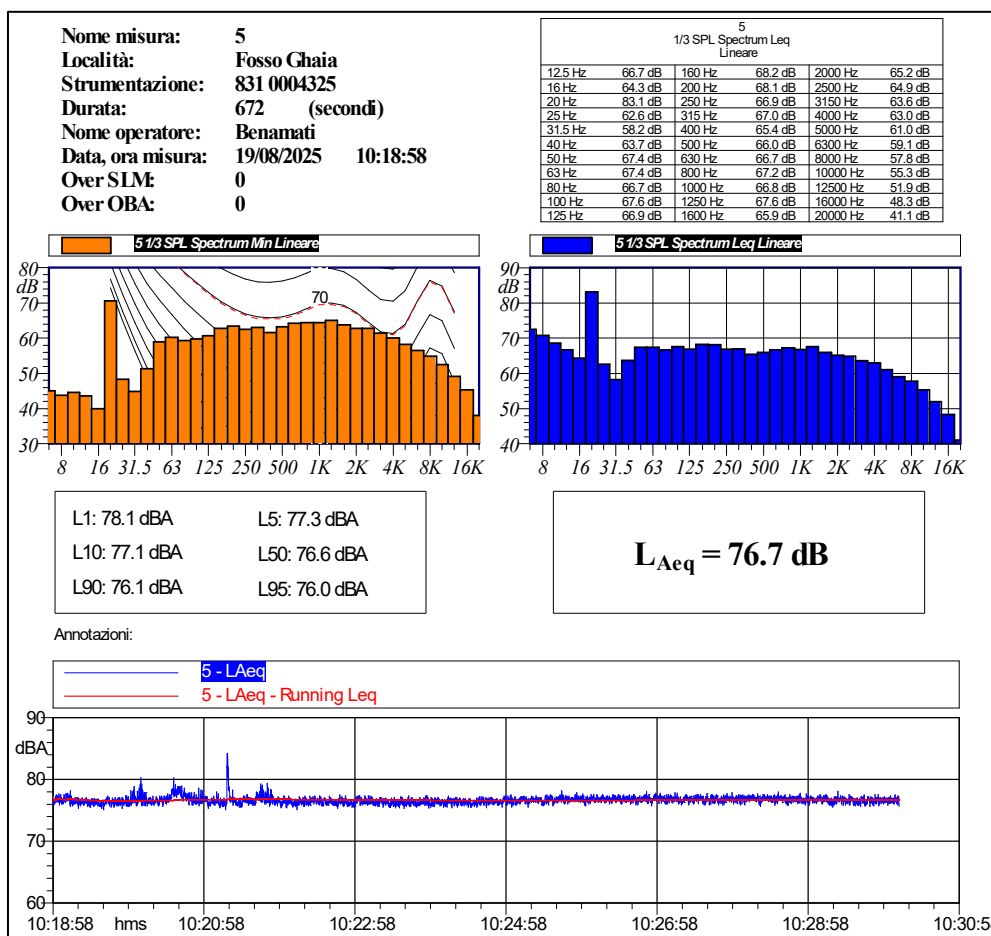 Nome misura: 5
Località: Fosso Ghaia
Strumentazione: 831 0004325
Durata: 672 (secondi)
Nome operatore: Benamati
Data, ora misura: 19/08/2025 10:18:58
Over SLM: 0
Over OBA: 0
5
1/3 SPL Spectrum Leq
Lineare
12.5 Hz 66.7 dB 160 Hz 68.2 dB 2000 Hz 65.2 dB
16 Hz 64.3 dB 200 Hz 68.1 dB 2500 Hz 64.9 dB
20 Hz 83.1 dB 250 Hz 66.9 dB 3150 Hz 63.6 dB
25 Hz 62.6 dB 315 Hz 67.0 dB 4000 Hz 63.0 dB
31.5 Hz 58.2 dB 400 Hz 65.4 dB 5000 Hz 61.0 dB
40 Hz 63.7 dB 500 Hz 66.0 dB 6300 Hz 59.1 dB
50 Hz 67.4 dB 630 Hz 66.7 dB 8000 Hz 57.8 dB
63 Hz 67.4 dB 800 Hz 67.2 dB 10000 Hz 55.3 dB
80 Hz 66.7 dB 1000 Hz 66.8 dB 12500 Hz 51.9 dB
100 Hz 67.6 dB 1250 Hz 67.6 dB 16000 Hz 48.3 dB
125 Hz 66.9 dB 1600 Hz 65.9 dB 20000 Hz 41.1 dB
5 1/3 SPL Spectrum Min Lineare
80
dB
70
60
50
40
30
70
8 16 31.5 63 125 250 500 1K 2K 4K 8K 16K
5 1/3 SPL Spectrum Leq Lineare
90
dB
80
70
60
50
40
8 16 31.5 63 125 250 500 1K 2K 4K 8K 16K
L1: 78.1 dBA L5: 77.3 dBA
L10: 77.1 dBA L50: 76.6 dBA
L90: 76.1 dBA L95: 76.0 dBA
LAeq = 76.7 dB
Annotazioni:
5 - LAeq
5 - LAeq - Running Leq
90
dBA
80
70
60
10:18:58 hms 10:20:58 10:22:58 10:24:58 10:26:58 10:28:58 10:30:5